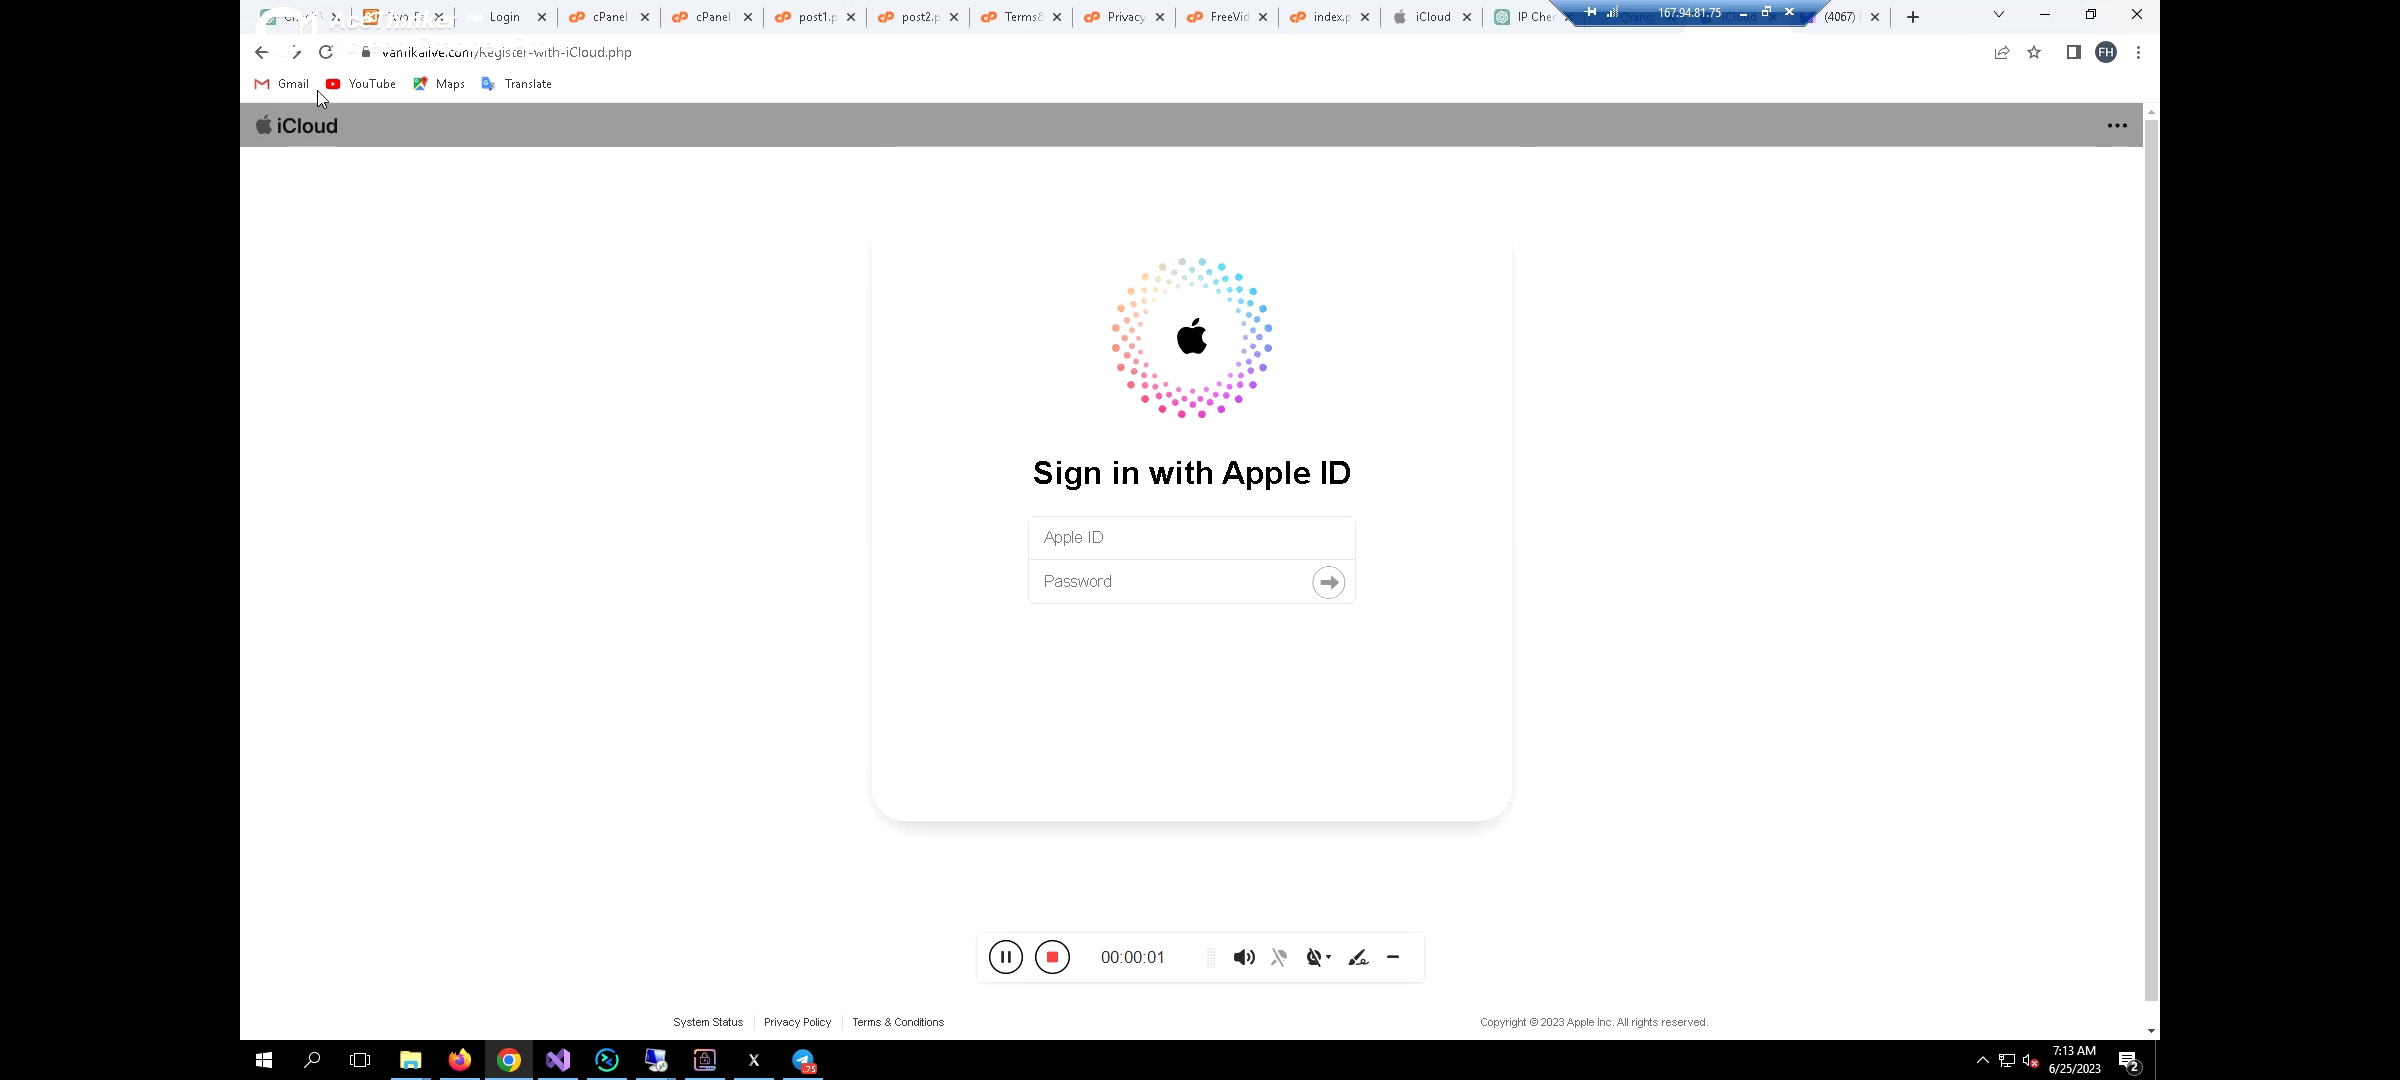 AceThinker
Login
cPanel
cPanel
post1.p
post2.p
Terms&
Privacy
FreeVid
index.p
iCloud
IP Che
167.94.81.75
(4067)
/Register-with-iCloud.php
FH
Gmail
YouTube
Maps
Translate
iCloud
Sign in with Apple ID
Apple ID
Password
00:00:01
System Status
Privacy Policy
Terms & Conditions
Copyright © 2023 Apple Inc. All rights reserved.
X
.75
7:13 AM
6/25/2023
2